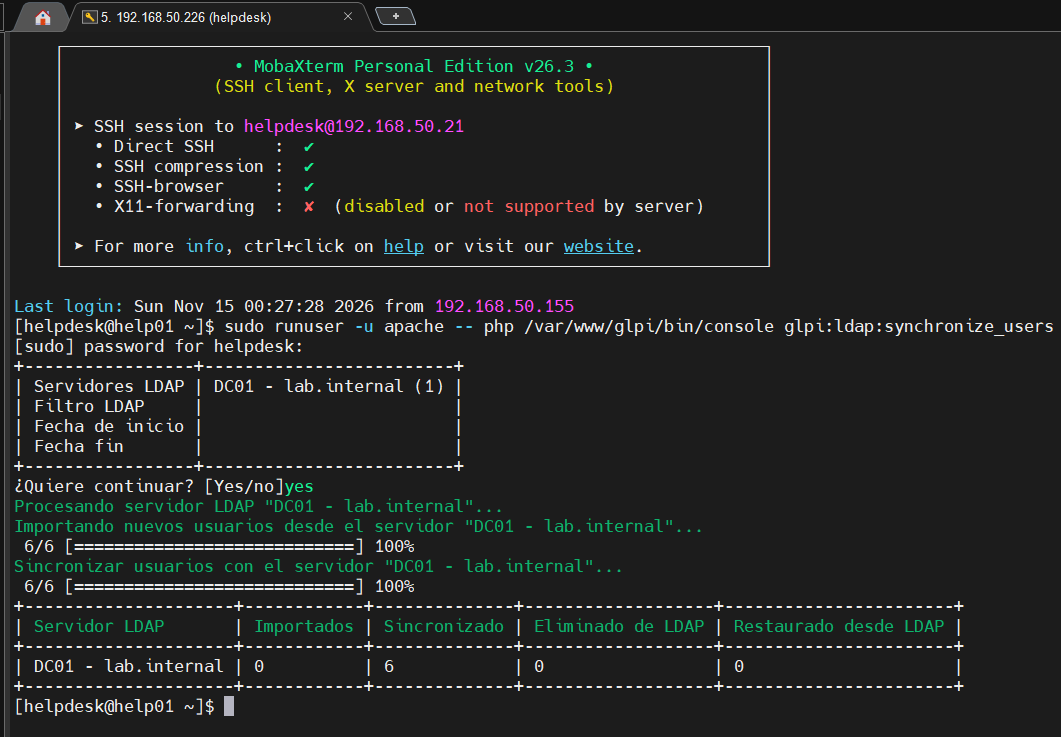 5. 192.168.50.226 (helpdesk)
• MobaXterm Personal Edition v26.3 •
(SSH client, X server and network tools)
➤ SSH session to helpdesk@192.168.50.21
• Direct SSH : ✔
• SSH compression : ✔
• SSH-browser : ✔
• X11-forwarding : ✘ (disabled or not supported by server)
➤ For more info, ctrl+click on help or visit our website.
Last login: Sun Nov 15 00:27:28 2026 from 192.168.50.155
[helpdesk@help01 ~]$ sudo runuser -u apache -- php /var/www/glpi/bin/console glpi:ldap:synchronize_users
[sudo] password for helpdesk:
+-----------------+-------------------------+
| Servidores LDAP | DC01 - lab.internal (1) |
| Filtro LDAP     |                         |
| Fecha de inicio |                         |
| Fecha fin       |                         |
+-----------------+-------------------------+
¿Quiere continuar? [Yes/no]yes
Procesando servidor LDAP "DC01 - lab.internal"...
Importando nuevos usuarios desde el servidor "DC01 - lab.internal"...
6/6 [============================] 100%
Sincronizar usuarios con el servidor "DC01 - lab.internal"...
6/6 [============================] 100%
+---------------------+------------+--------------+-------------------+----------------------+
| Servidor LDAP       | Importados | Sincronizado | Eliminado de LDAP | Restaurado desde LDAP |
+---------------------+------------+--------------+-------------------+----------------------+
| DC01 - lab.internal | 0          | 6            | 0                 | 0                     |
+---------------------+------------+--------------+-------------------+----------------------+
[helpdesk@help01 ~]$